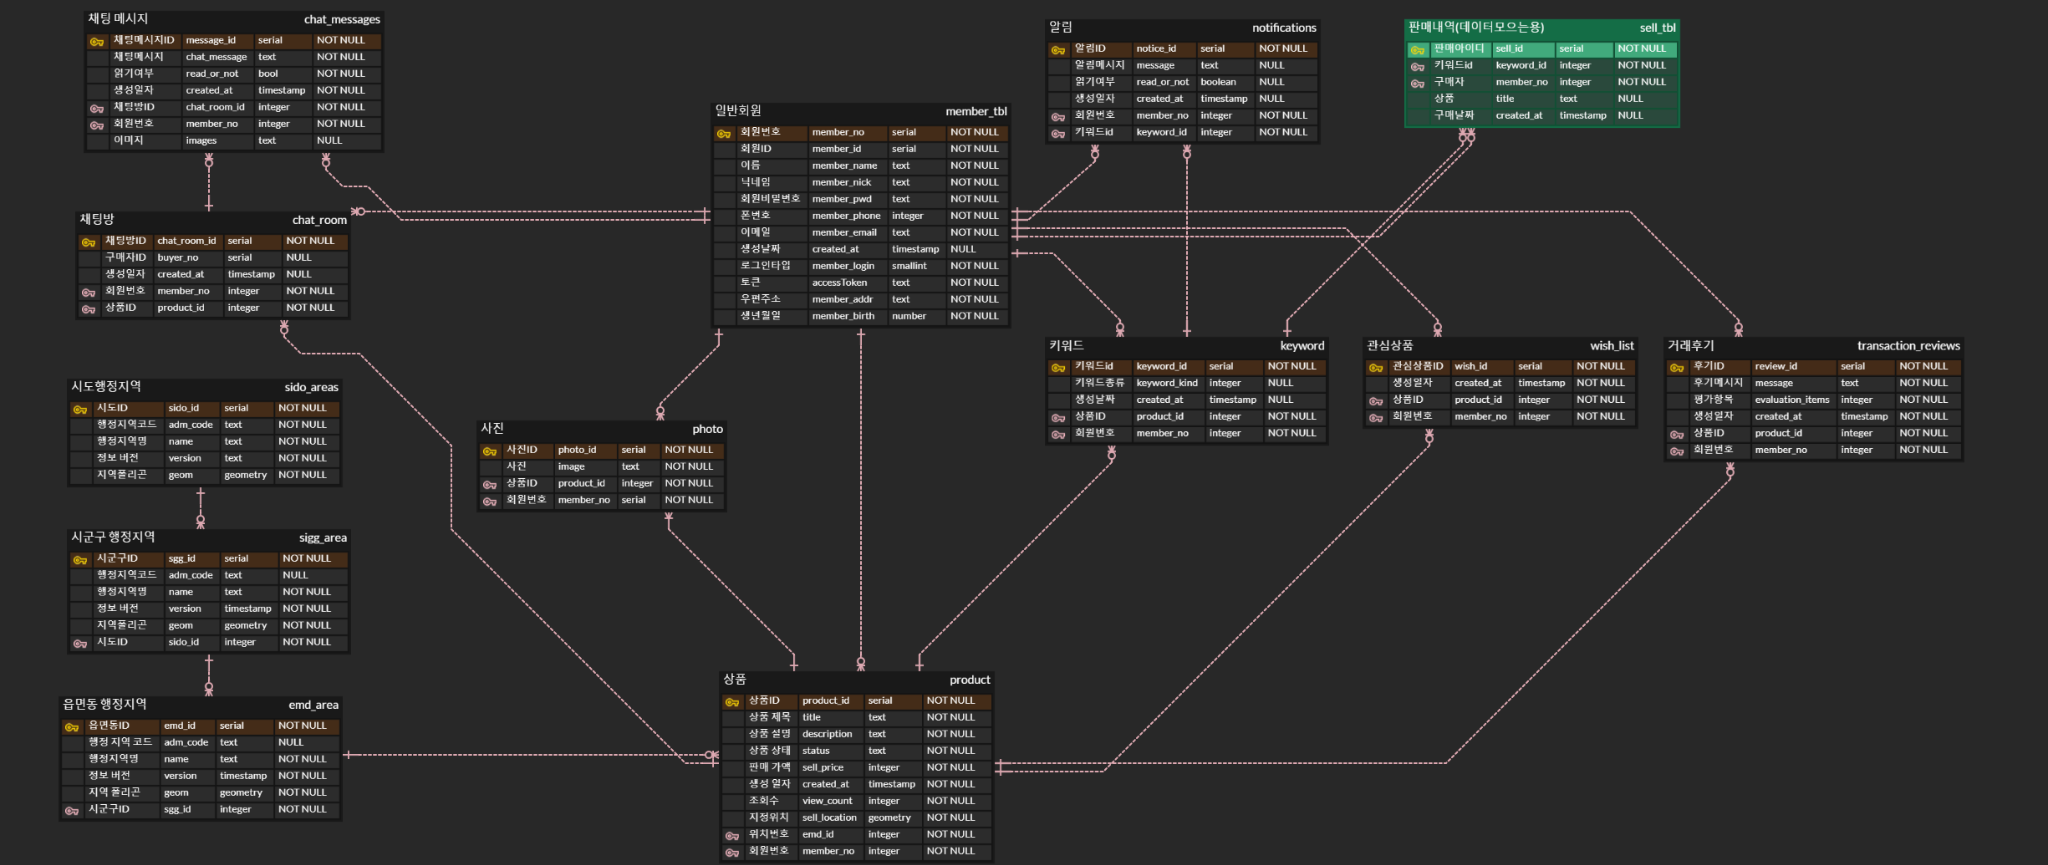 채팅 메시지 chat_messages
채팅메시지ID message_id serial NOT NULL
채팅메시지 chat_message text NOT NULL
읽기여부 read_or_not bool NOT NULL
생성일자 created_at timestamp NOT NULL
채팅방ID chat_room_id integer NOT NULL
회원번호 member_no integer NOT NULL
이미지 images text NULL
알림 notifications
알림ID notice_id serial NOT NULL
알림메시지 message text NULL
읽기여부 read_or_not boolean NULL
생성일자 created_at timestamp NULL
회원번호 member_no integer NOT NULL
키워드id keyword_id integer NOT NULL
판매내역(데이터모으는용) sell_tbl
판매아이디 sell_id serial NOT NULL
키워드id keyword_id integer NOT NULL
구매자 member_no integer NOT NULL
상품 title text NULL
구매날짜 created_at timestamp NULL
일반회원 member_tbl
회원번호 member_no serial NOT NULL
회원ID member_id serial NOT NULL
이름 member_name text NOT NULL
닉네임 member_nick text NOT NULL
회원비밀번호 member_pwd text NOT NULL
폰번호 member_phone integer NOT NULL
이메일 member_email text NOT NULL
생성날짜 created_at timestamp NULL
로그인타입 member_login smallint NOT NULL
토큰 accessToken text NOT NULL
우편주소 member_addr text NOT NULL
생년월일 member_birth number NOT NULL
채팅방 chat_room
채팅방ID chat_room_id serial NOT NULL
구매자ID buyer_no serial NULL
생성일자 created_at timestamp NULL
회원번호 member_no integer NOT NULL
상품ID product_id integer NOT NULL
키워드 keyword
키워드id keyword_id serial NOT NULL
키워드종류 keyword_kind integer NULL
생성날짜 created_at timestamp NULL
상품ID product_id integer NOT NULL
회원번호 member_no integer NOT NULL
관심상품 wish_list
관심상품ID wish_id serial NOT NULL
생성일자 created_at timestamp NOT NULL
상품ID product_id integer NOT NULL
회원번호 member_no integer NOT NULL
거래후기 transaction_reviews
후기ID review_id serial NOT NULL
후기메시지 message text NOT NULL
평가항목 evaluation_items integer NOT NULL
생성일자 created_at timestamp NOT NULL
상품ID product_id integer NOT NULL
회원번호 member_no integer NOT NULL
시도행정지역 sido_areas
시도ID sido_id serial NOT NULL
행정지역코드 adm_code text NOT NULL
행정지역명 name text NOT NULL
정보 버전 version text NOT NULL
지역폴리곤 geom geometry NOT NULL
사진 photo
사진ID photo_id serial NOT NULL
사진 image text NOT NULL
상품ID product_id integer NOT NULL
회원번호 member_no serial NOT NULL
시군구 행정지역 sigg_area
시군구ID sgg_id serial NOT NULL
행정지역코드 adm_code text NULL
행정지역명 name text NOT NULL
정보 버전 version timestamp NOT NULL
지역폴리곤 geom geometry NOT NULL
시도ID sido_id integer NOT NULL
읍면동 행정지역 emd_area
읍면동ID emd_id serial NOT NULL
행정 지역 코드 adm_code text NULL
행정지역명 name text NOT NULL
정보 버전 version timestamp NOT NULL
지역 폴리곤 geom geometry NOT NULL
시군구ID sgg_id integer NOT NULL
상품 product
상품ID product_id serial NOT NULL
상품 제목 title text NOT NULL
상품 설명 description text NOT NULL
상품 상태 status text NOT NULL
판매 가액 sell_price integer NOT NULL
생성 일자 created_at timestamp NOT NULL
조회수 view_count integer NOT NULL
지정위치 sell_location geometry NOT NULL
위치번호 emd_id integer NOT NULL
회원번호 member_no integer NOT NULL